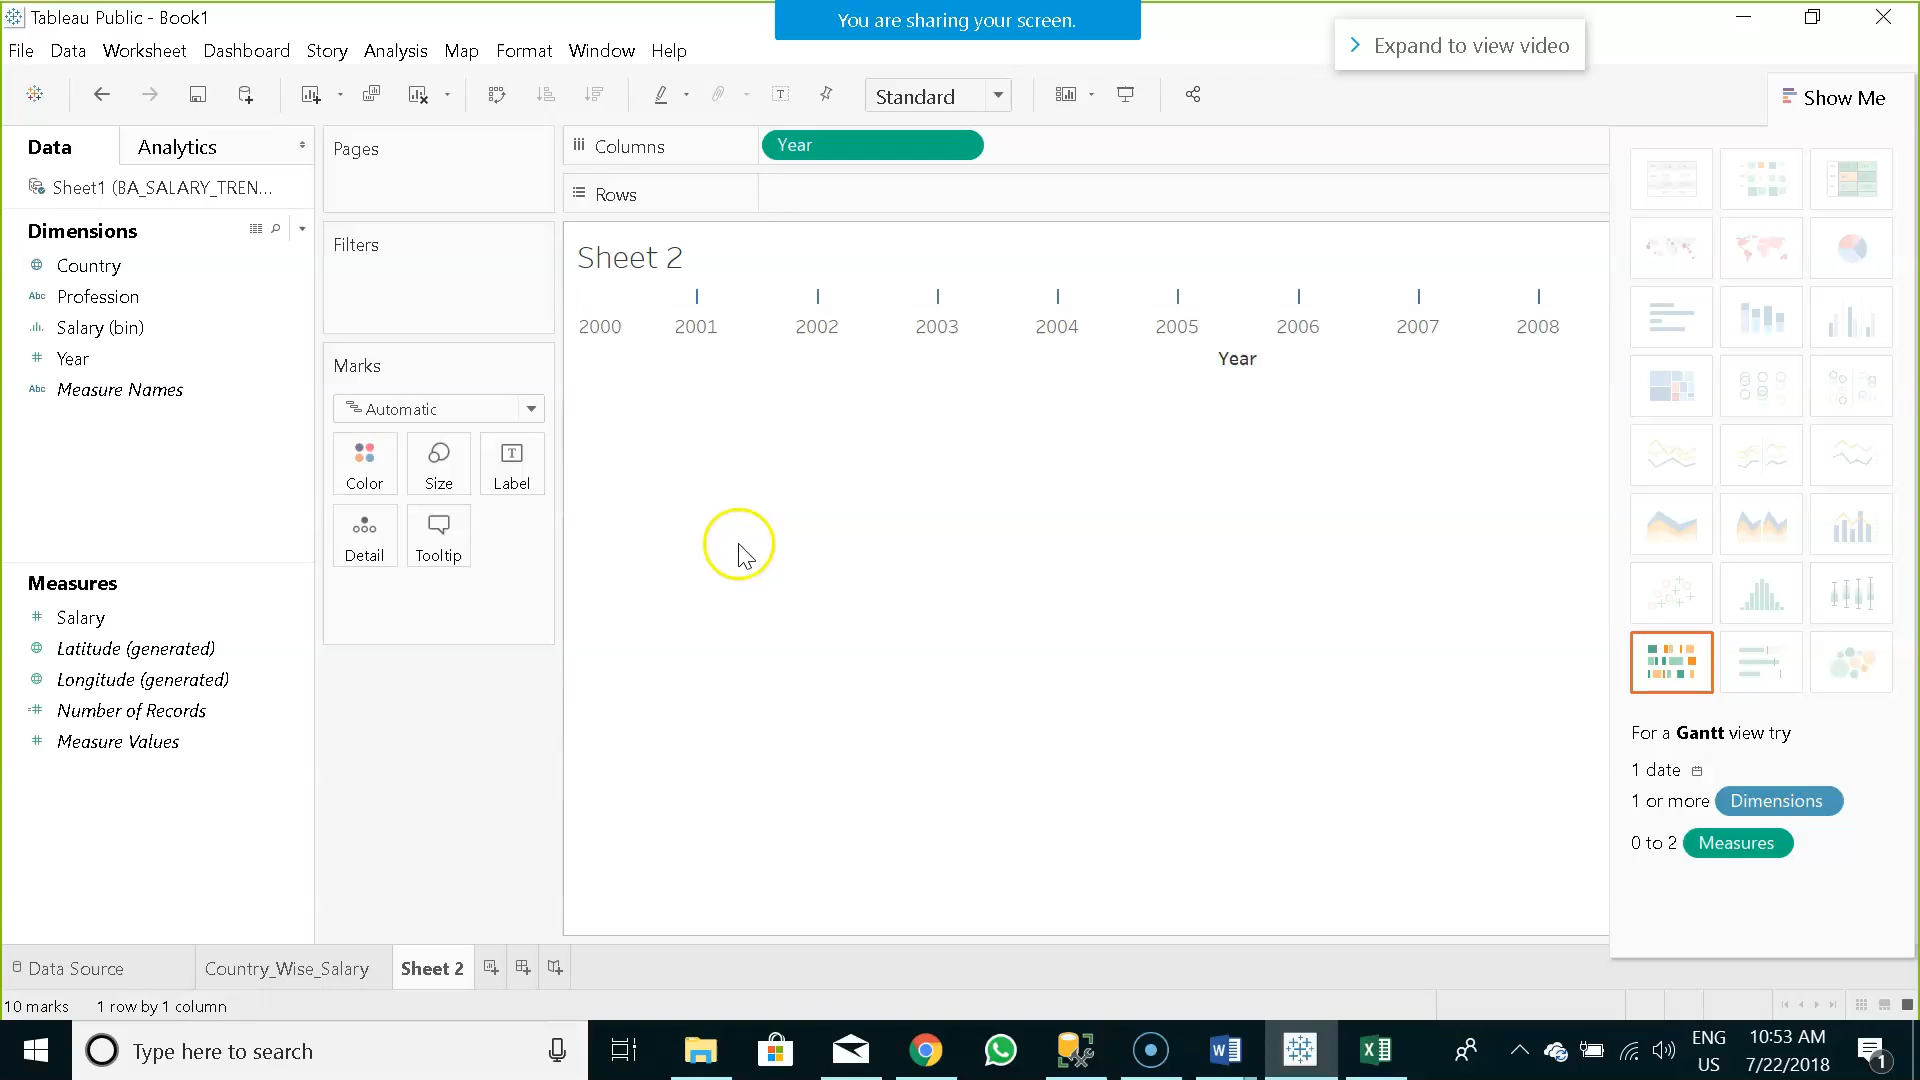 Tableau Public - Book1
You are sharing your screen.
Expand to view video
File Data Worksheet Dashboard Story Analysis Map Format Window Help
Standard
Show Me
Data Analytics
Pages
Columns Year
Sheet1 (BA_SALARY_TREN...
Rows
Dimensions
Filters
Sheet 2
Country
Abc Profession
Salary (bin)
Year
Abc Measure Names
2000 2001 2002 2003 2004 2005 2006 2007 2008
Year
Marks
Automatic
Color Size Label
Detail Tooltip
Measures
Salary
Latitude (generated)
Longitude (generated)
Number of Records
Measure Values
For a Gantt view try
1 date
1 or more Dimensions
0 to 2 Measures
Data Source Country_Wise_Salary Sheet 2
10 marks 1 row by 1 column
Type here to search
ENG
US
10:53 AM
7/22/2018
1